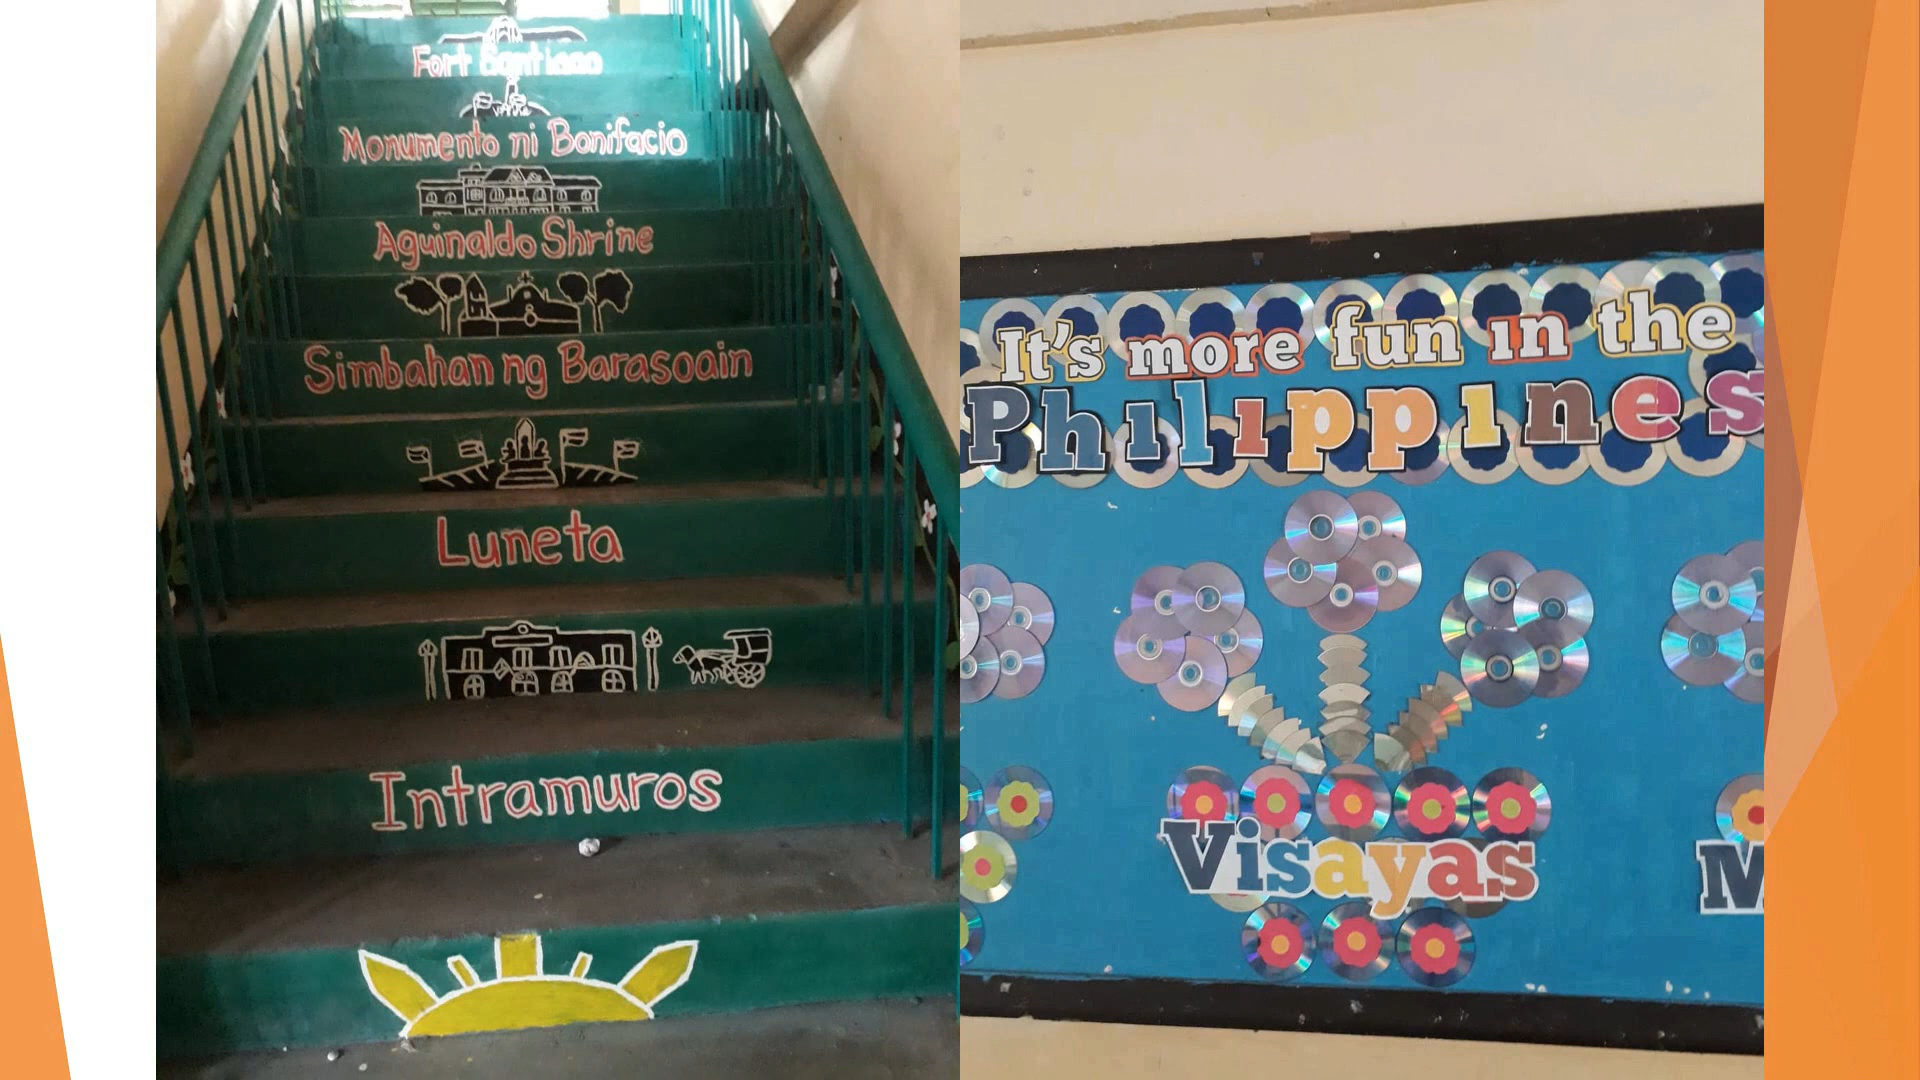 Fort Santiago
Monumento ni Bonifacio
Aguinaldo Shrine
Simbahan ng Barasoain
Luneta
Intramuros
It's more fun in the
Philippines
Visayas
M